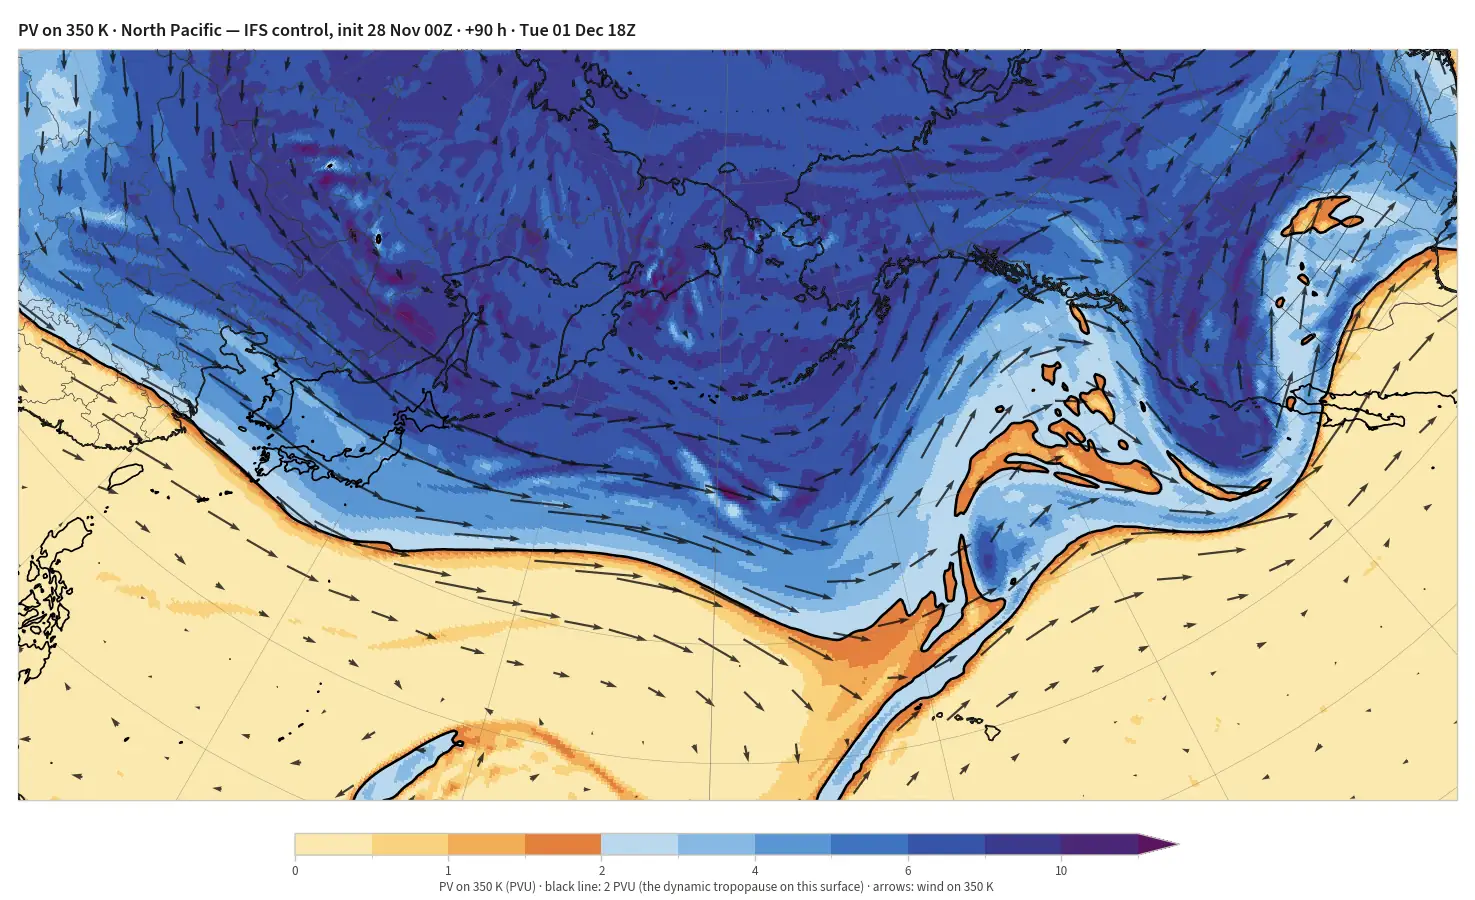 PV on 350 K · North Pacific — IFS control, init 28 Nov 00Z · +90 h · Tue 01 Dec 18Z
0 1 2 4 6 10
PV on 350 K (PVU) · black line: 2 PVU (the dynamic tropopause on this surface) · arrows: wind on 350 K